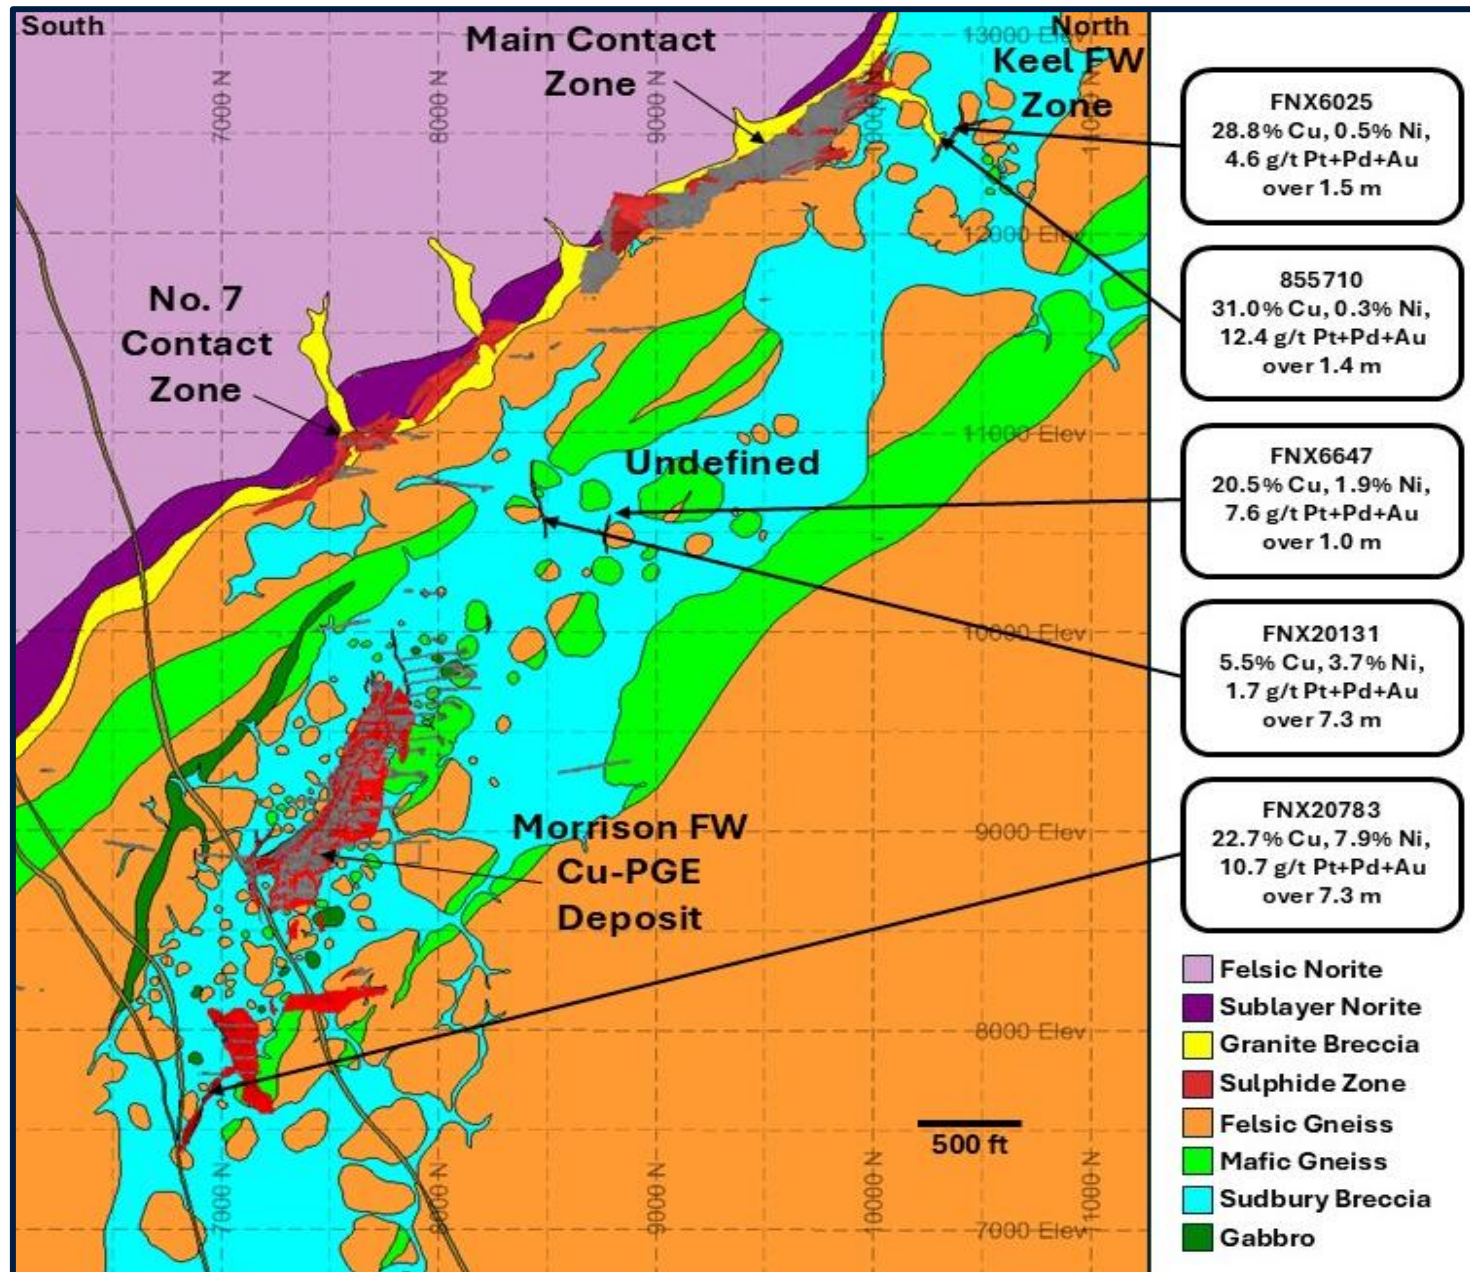 South
North
13000 Elev
Main Contact
Zone
Keel FW
Zone
7000 N
8000 N
9000 N
10000 N
11000 N
12000 Elev
No. 7
Contact
Zone
11000 Elev
Undefined
10000 Elev
Morrison FW
Cu-PGE
Deposit
9000 Elev
8000 Elev
500 ft
7000 N
8000 N
9000 N
10000 N
11000 N
7000 Elev
FNX6025
28.8% Cu, 0.5% Ni,
4.6 g/t Pt+Pd+Au
over 1.5 m
855710
31.0% Cu, 0.3% Ni,
12.4 g/t Pt+Pd+Au
over 1.4 m
FNX6647
20.5% Cu, 1.9% Ni,
7.6 g/t Pt+Pd+Au
over 1.0 m
FNX20131
5.5% Cu, 3.7% Ni,
1.7 g/t Pt+Pd+Au
over 7.3 m
FNX20783
22.7% Cu, 7.9% Ni,
10.7 g/t Pt+Pd+Au
over 7.3 m
Felsic Norite
Sublayer Norite
Granite Breccia
Sulphide Zone
Felsic Gneiss
Mafic Gneiss
Sudbury Breccia
Gabbro